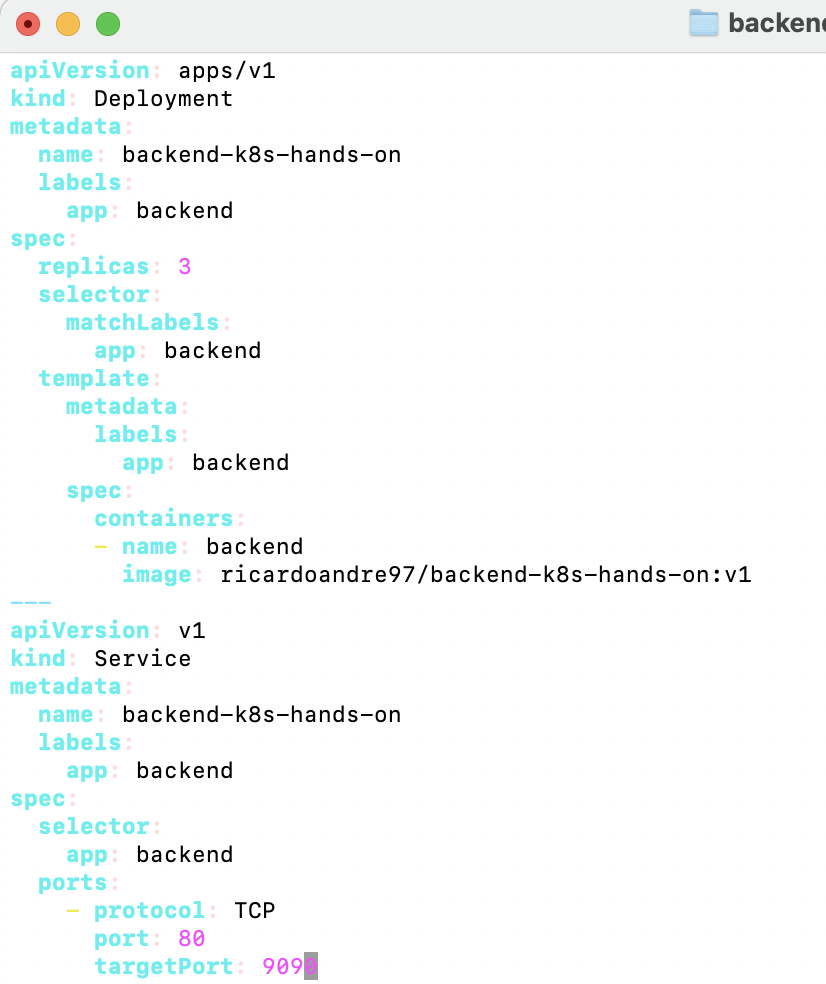 backend
apiVersion: apps/v1
kind: Deployment
metadata:
  name: backend-k8s-hands-on
  labels:
    app: backend
spec:
  replicas: 3
  selector:
    matchLabels:
      app: backend
  template:
    metadata:
      labels:
        app: backend
    spec:
      containers:
      - name: backend
        image: ricardoandre97/backend-k8s-hands-on:v1
---
apiVersion: v1
kind: Service
metadata:
  name: backend-k8s-hands-on
  labels:
    app: backend
spec:
  selector:
    app: backend
  ports:
    - protocol: TCP
      port: 80
      targetPort: 9090